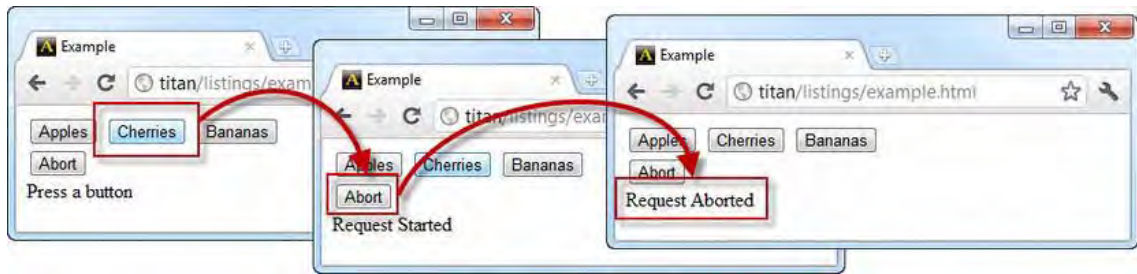 Example
titan/listings/exam
Apples Cherries Bananas
Abort
Press a button
Example
titan/listings/exa
Apples Cherries Bananas
Abort
Request Started
Example
titan/listings/example.html
Apples Cherries Bananas
Abort
Request Aborted